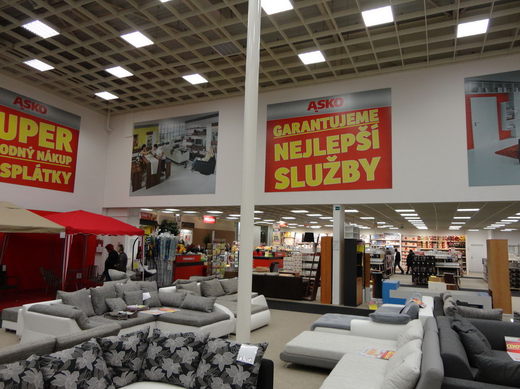 ASKO
UPER
ODNÝ NÁKUP
SPLÁTKY
ASKO
GARANTUJEME
NEJLEPŠÍ
SLUŽBY